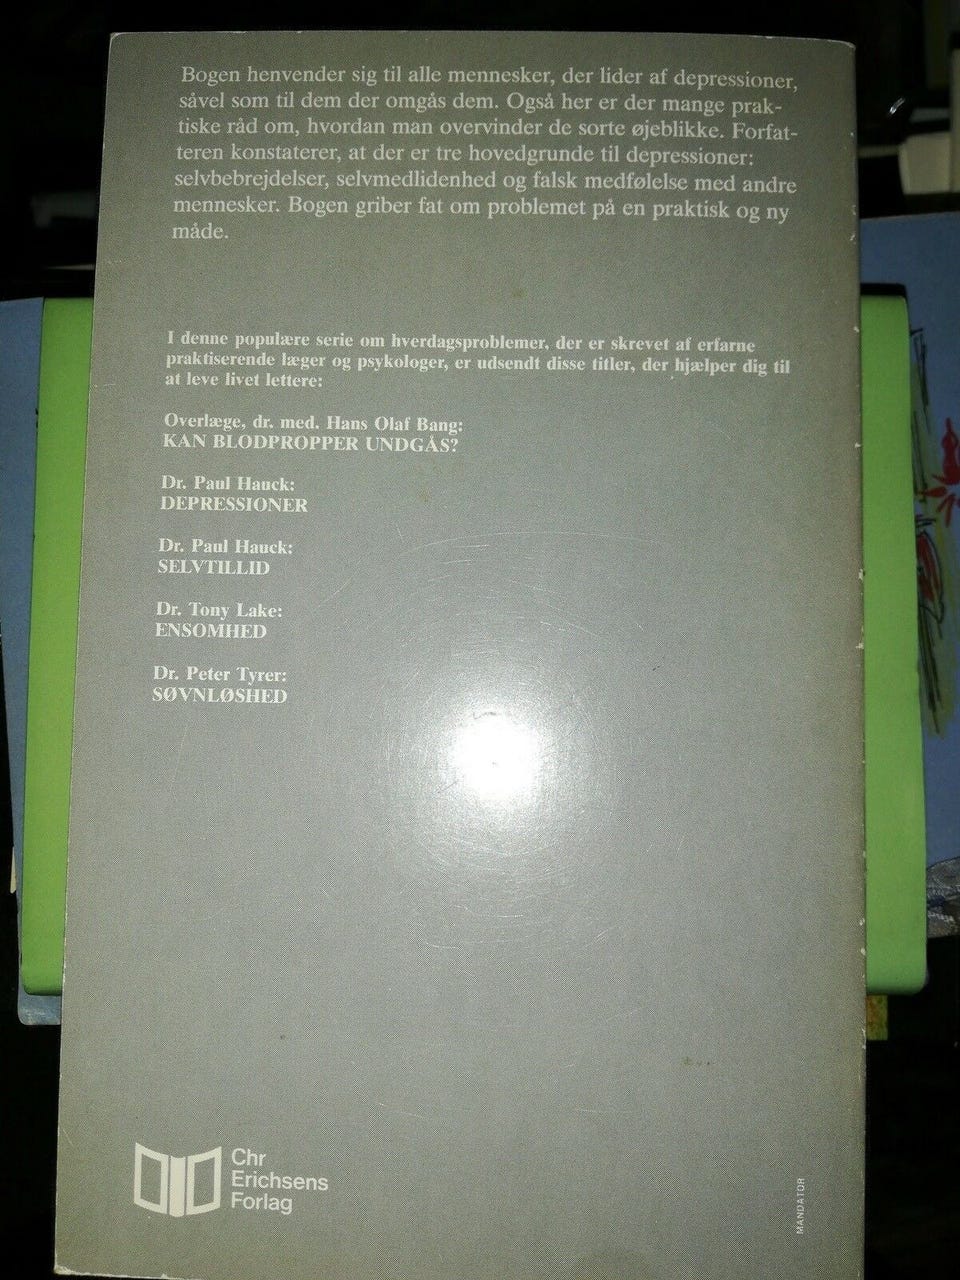 Bogen henvender sig til alle mennesker, der lider af depressioner,
såvel som til dem der omgås dem. Også her er der mange prak-
tiske råd om, hvordan man overvinder de sorte øjeblikke. Forfat-
teren konstaterer, at der er tre hovedgrunde til depressioner:
selvbebrejdelser, selvmedlidenhed og falsk medfølelse med andre
mennesker. Bogen griber fat om problemet på en praktisk og ny
måde.
I denne populære serie om hverdagsproblemer, der er skrevet af erfarne
praktiserende læger og psykologer, er udsendt disse titler, der hjælper dig til
at leve livet lettere:
Overlæge, dr. med. Hans Olaf Bang:
KAN BLODPROPPER UNDGÅS?
Dr. Paul Hauck:
DEPRESSIONER
Dr. Paul Hauck:
SELVTILLID
Dr. Tony Lake:
ENSOMHED
Dr. Peter Tyrer:
SØVNLØSHED
Chr
Erichsens
Forlag
MANDATOR